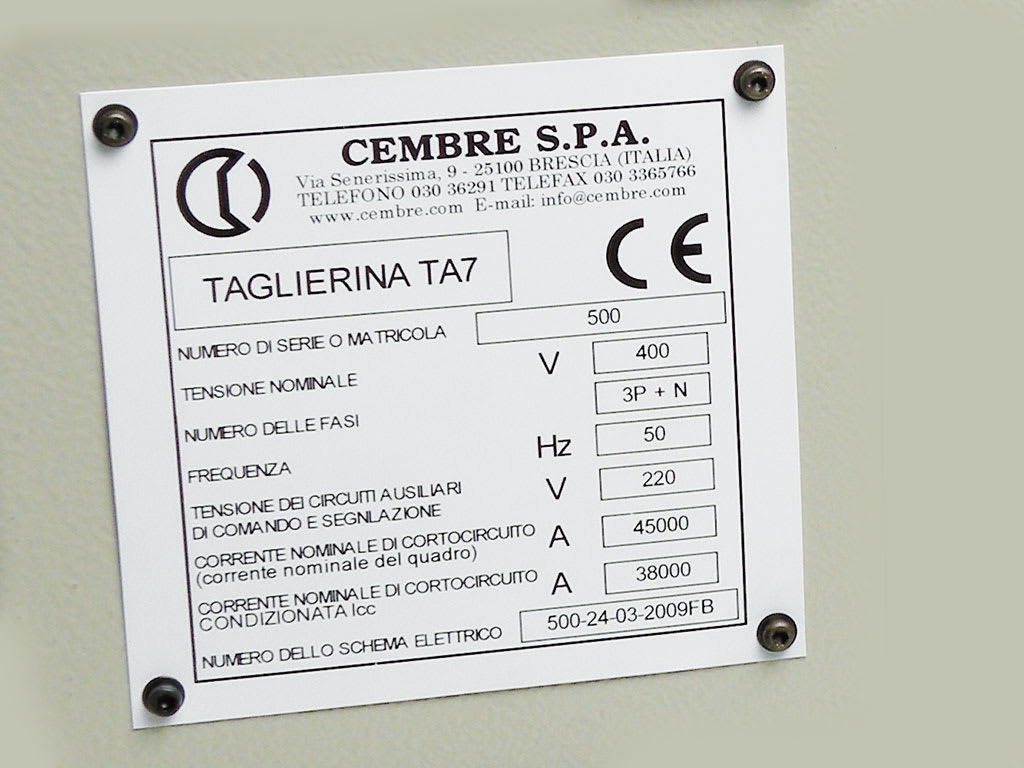 CEMBRE S.P.A.
Via Senerissima, 9 - 25100 BRESCIA (ITALIA)
TELEFONO 030 36291 TELEFAX 030 3365766
www.cembre.com E-mail: info@cembre.com
CE
TAGLIERINA TA7
NUMERO DI SERIE O MATRICOLA 500
TENSIONE NOMINALE V 400
NUMERO DELLE FASI 3P + N
FREQUENZA Hz 50
TENSIONE DEI CIRCUITI AUSILIARI V 220
DI COMANDO E SEGNLAZIONE
CORRENTE NOMINALE DI CORTOCIRCUITO A 45000
(corrente nominale del quadro)
CORRENTE NOMINALE DI CORTOCIRCUITO A 38000
CONDIZIONATA Icc
NUMERO DELLO SCHEMA ELETTRICO 500-24-03-2009FB